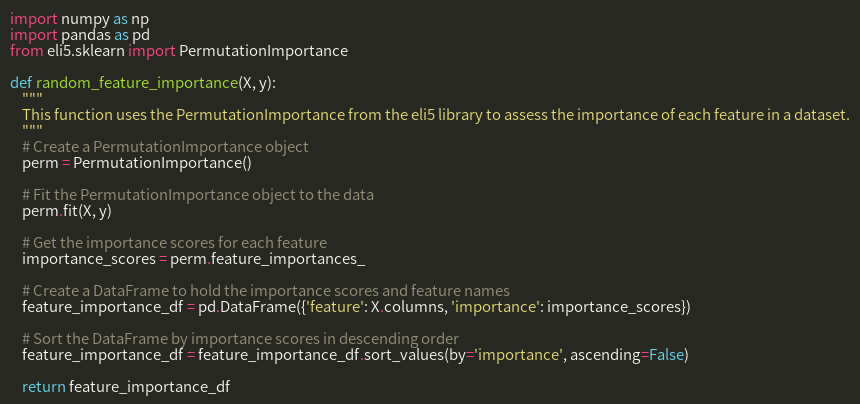 import numpy as np
import pandas as pd
from eli5.sklearn import PermutationImportance
def random_feature_importance(X, y):
"""
This function uses the PermutationImportance from the eli5 library to assess the importance of each feature in a dataset.
"""
# Create a PermutationImportance object
perm = PermutationImportance()
# Fit the PermutationImportance object to the data
perm.fit(X, y)
# Get the importance scores for each feature
importance_scores = perm.feature_importances_
# Create a DataFrame to hold the importance scores and feature names
feature_importance_df = pd.DataFrame({'feature': X.columns, 'importance': importance_scores})
# Sort the DataFrame by importance scores in descending order
feature_importance_df = feature_importance_df.sort_values(by='importance', ascending=False)
return feature_importance_df